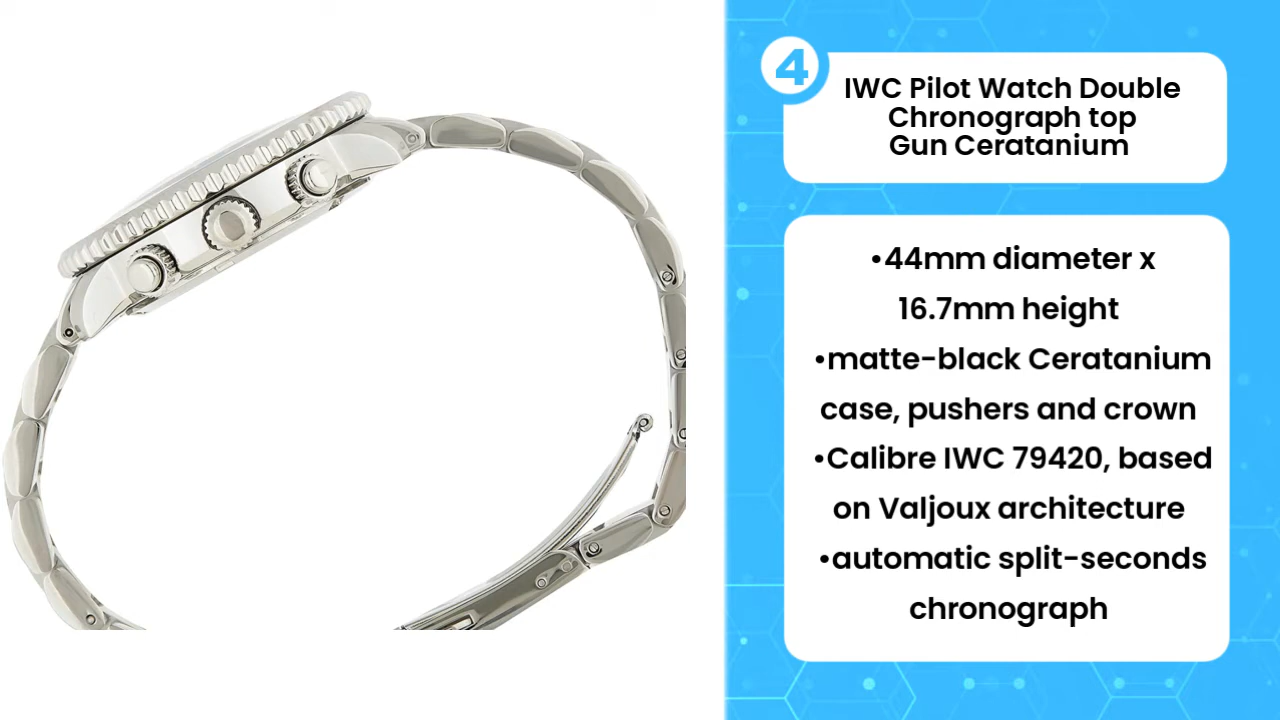 4
IWC Pilot Watch Double
Chronograph top
Gun Ceratanium
•44mm diameter x
16.7mm height
•matte-black Ceratanium
case, pushers and crown
•Calibre IWC 79420, based
on Valjoux architecture
•automatic split-seconds
chronograph